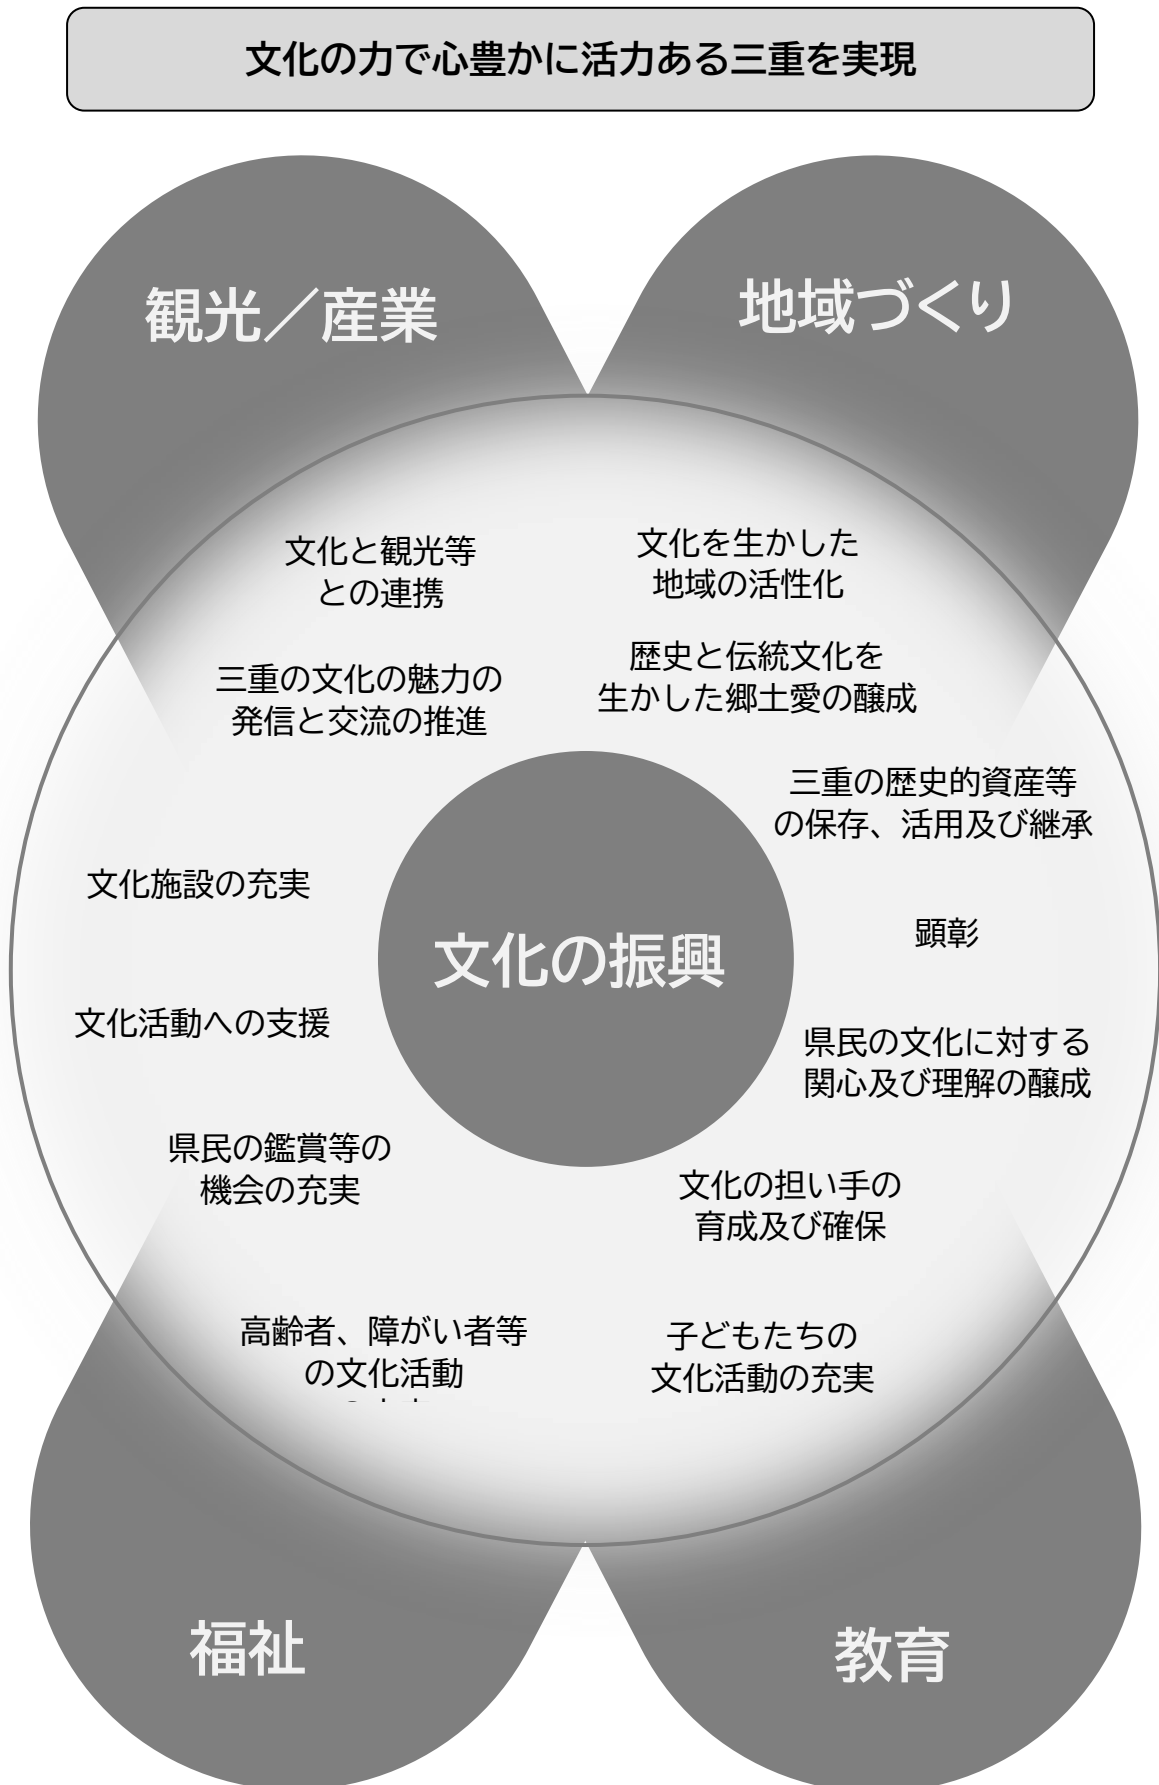 文化の力で心豊かに活力ある三重を実現
観光／産業
地域づくり
文化と観光等
との連携
文化を生かした
地域の活性化
三重の文化の魅力の
発信と交流の推進
歴史と伝統文化を
生かした郷土愛の醸成
三重の歴史的資産等
の保存、活用及び継承
文化施設の充実
顕彰
文化の振興
文化活動への支援
県民の文化に対する
関心及び理解の醸成
県民の鑑賞等の
機会の充実
文化の担い手の
育成及び確保
高齢者、障がい者等
の文化活動
子どもたちの
文化活動の充実
福祉
教育